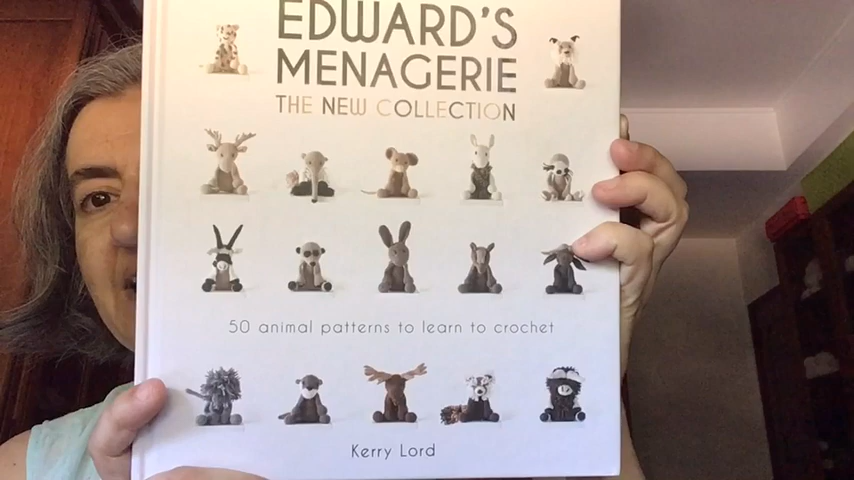 EDWARD'S
MENAGERIE
THE NEW COLLECTION
50 animal patterns to learn to crochet
Kerry Lord